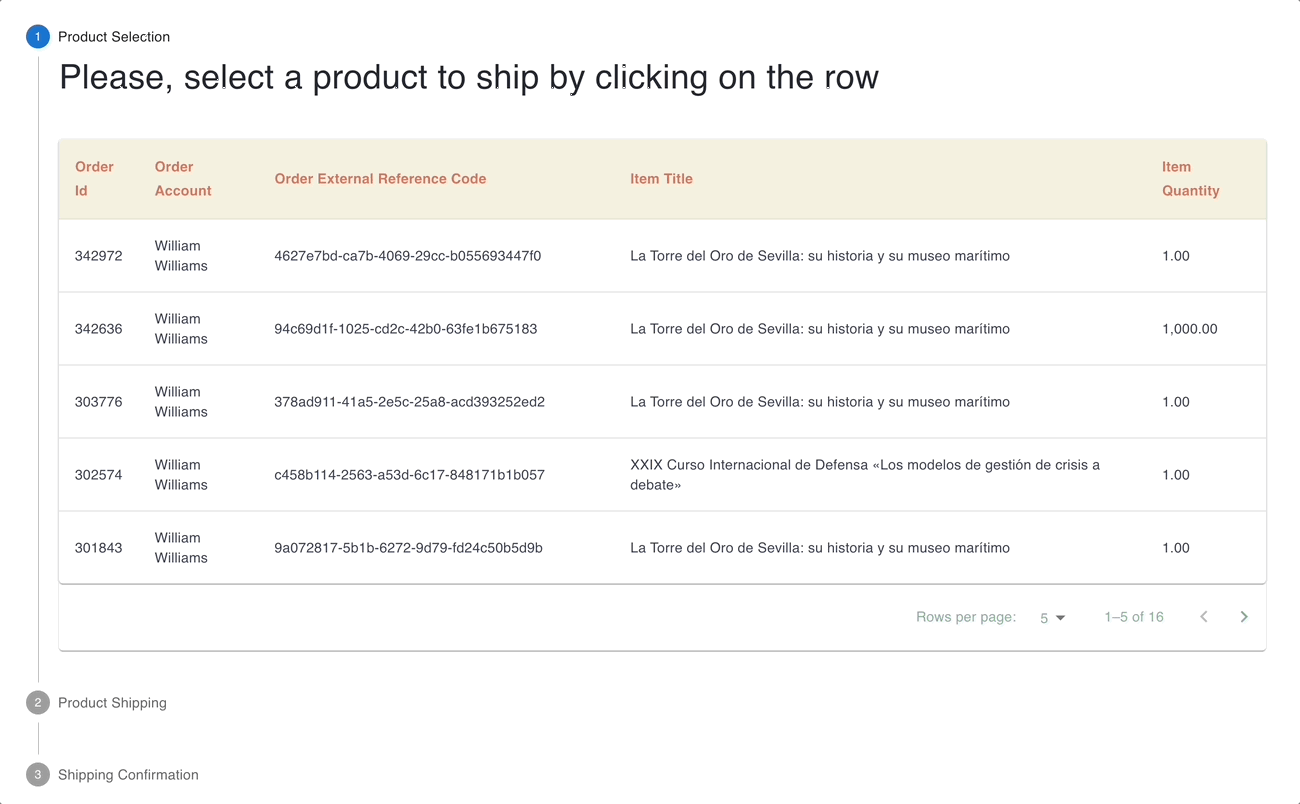 1 Product Selection
Please, select a product to ship by clicking on the row
Order Id Order Account Order External Reference Code Item Title Item Quantity
342972 William Williams 4627e7bd-ca7b-4069-29cc-b055693447f0 La Torre del Oro de Sevilla: su historia y su museo marítimo 1.00
342636 William Williams 94c69d1f-1025-cd2c-42b0-63fe1b675183 La Torre del Oro de Sevilla: su historia y su museo marítimo 1,000.00
303776 William Williams 378ad911-41a5-2e5c-25a8-acd393252ed2 La Torre del Oro de Sevilla: su historia y su museo marítimo 1.00
302574 William Williams c458b114-2563-a53d-6c17-848171b1b057 XXIX Curso Internacional de Defensa «Los modelos de gestión de crisis a debate» 1.00
301843 William Williams 9a072817-5b1b-6272-9d79-fd24c50b5d9b La Torre del Oro de Sevilla: su historia y su museo marítimo 1.00
Rows per page: 5 1–5 of 16
2 Product Shipping
3 Shipping Confirmation